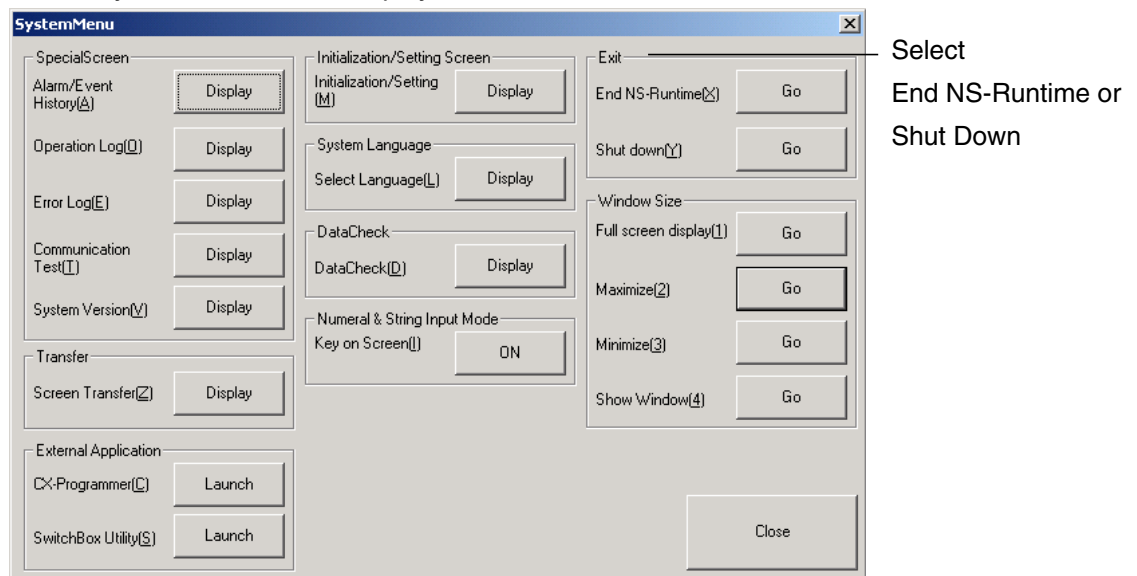 SystemMenu
SpecialScreen
Alarm/Event
History(A)
Display
Operation Log(O)
Display
Error Log(E)
Display
Communication
Test(T)
Display
System Version(V)
Display
Transfer
Screen Transfer(Z)
Display
External Application
CX-Programmer(C)
Launch
SwitchBox Utility(S)
Launch
Initialization/Setting Screen
Initialization/Setting
(M)
Display
System Language
Select Language(L)
Display
DataCheck
DataCheck(D)
Display
Numeral & String Input Mode
Key on Screen(I)
ON
Exit
End NS-Runtime(X)
Go
Shut down(Y)
Go
Window Size
Full screen display(1)
Go
Maximize(2)
Go
Minimize(3)
Go
Show Window(4)
Go
Close
Select
End NS-Runtime or
Shut Down